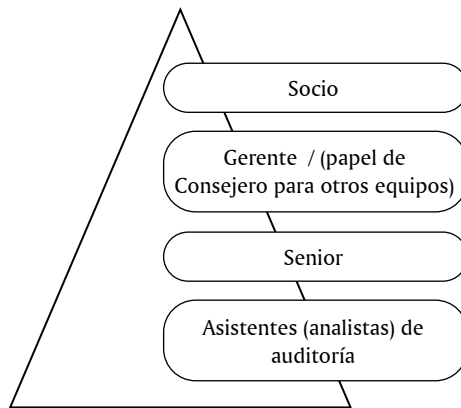 Socio
Gerente / (papel de
Consejero para otros equipos)
Senior
Asistentes (analistas) de
auditoría